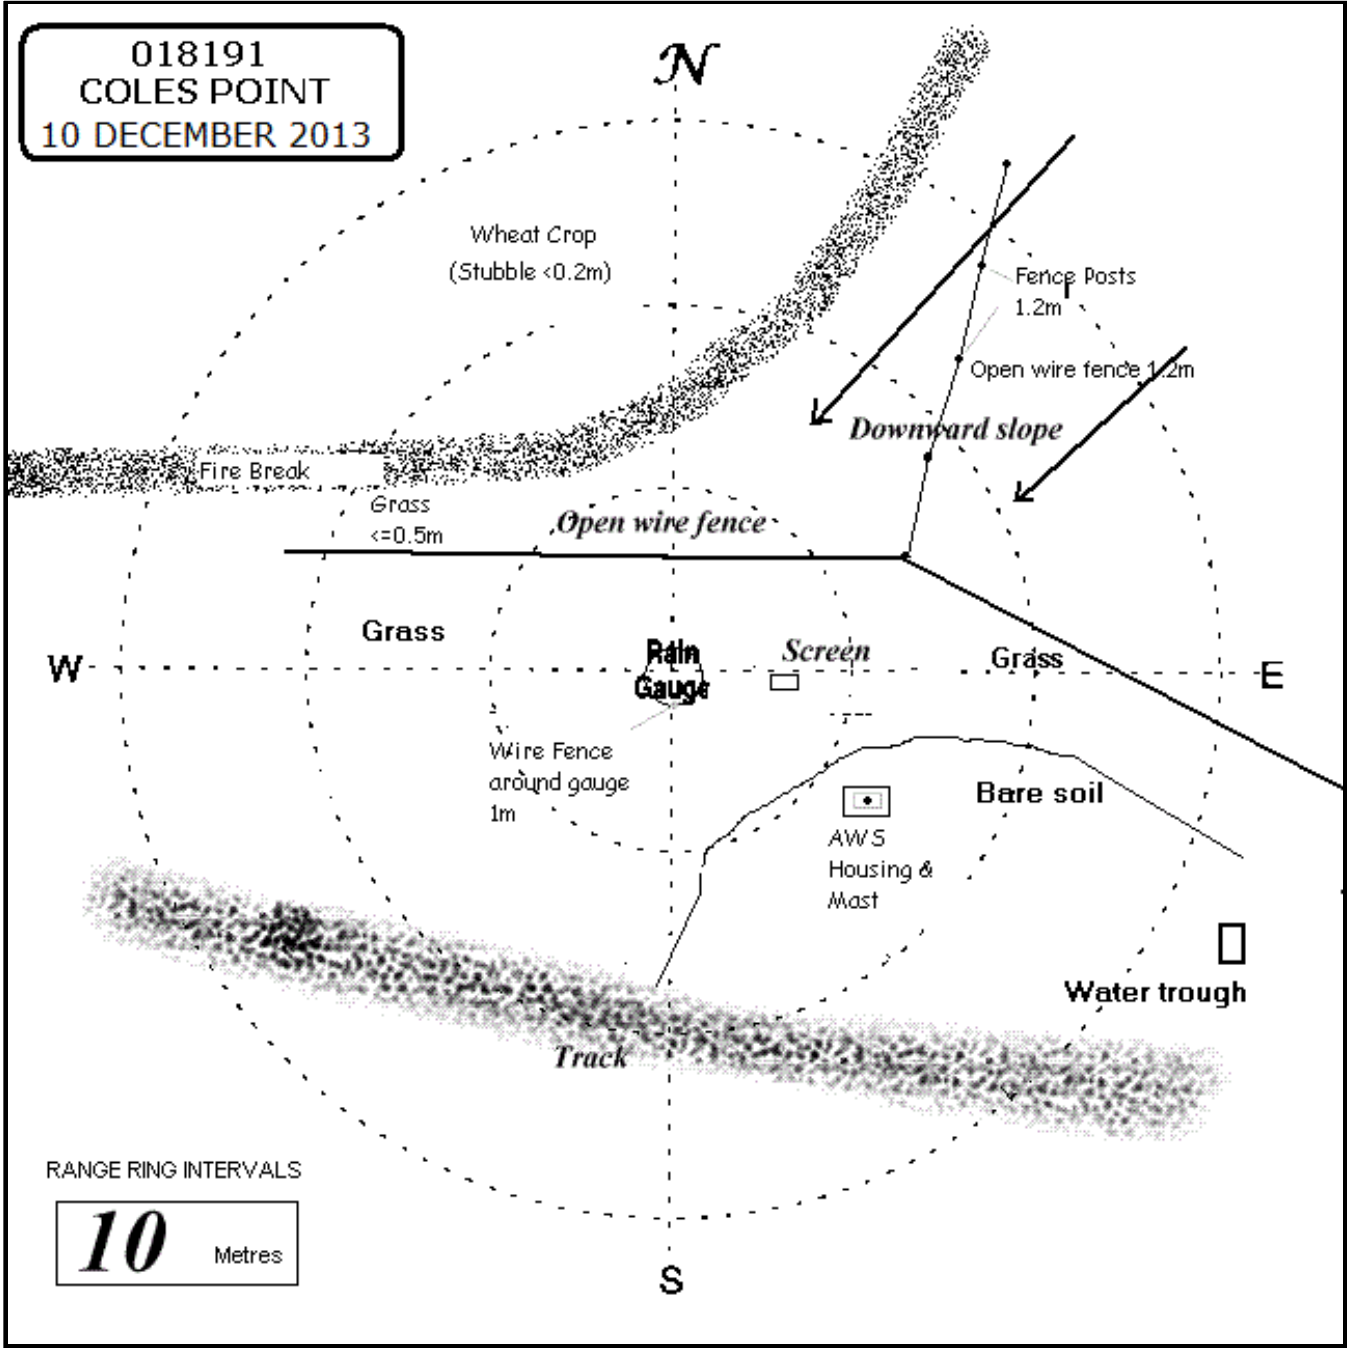 018191
COLES POINT
10 DECEMBER 2013
N
Wheat Crop
(Stubble <0.2m)
Fence Posts
1.2m
Open wire fence 1.2m
Downward slope
Fire Break
Grass
<=0.5m
Open wire fence
Grass
Rain
Gauge
Screen
Grass
W
E
Wire Fence
around gauge
1m
Bare soil
AWS
Housing &
Mast
Water trough
Track
RANGE RING INTERVALS
10 Metres
S